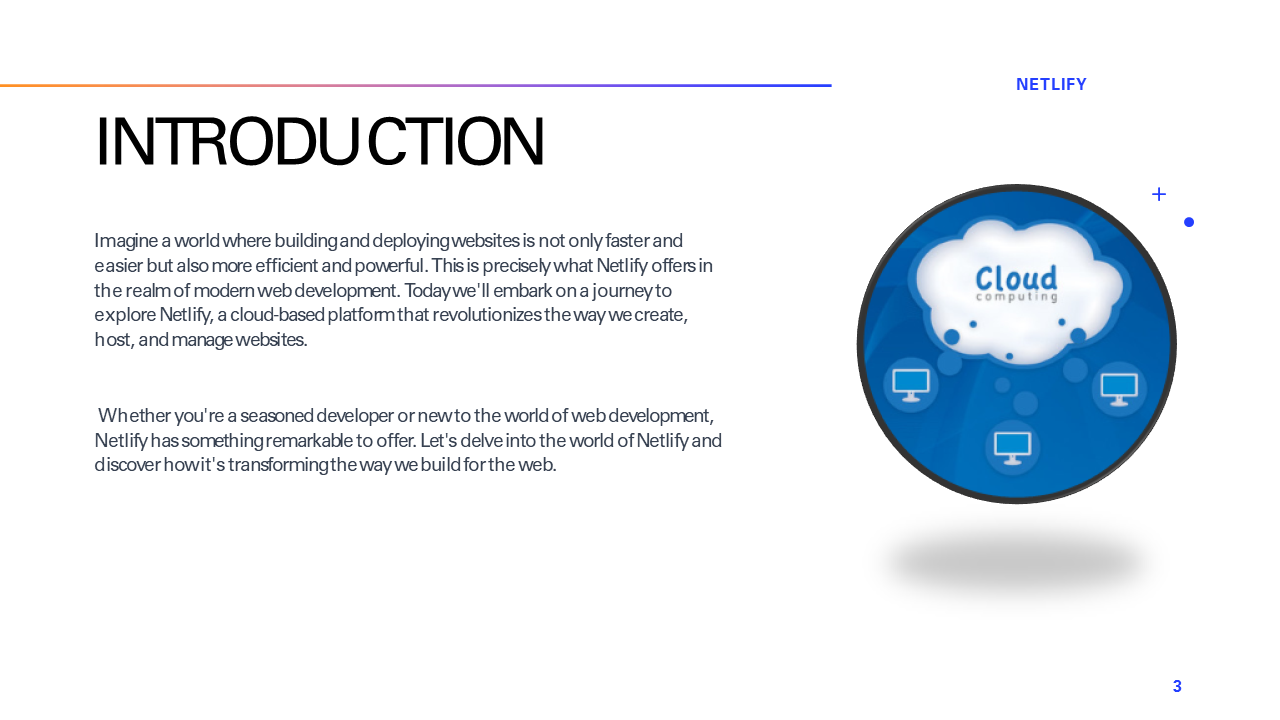 NETLIFY
INTRODUCTION
Imagine a world where building and deploying websites is not only faster and
easier but also more efficient and powerful. This is precisely what Netlify offers in
the realm of modern web development. Today we'll embark on a journey to
explore Netlify, a cloud-based platform that revolutionizes the way we create,
host, and manage websites.
Whether you're a seasoned developer or new to the world of web development,
Netlify has something remarkable to offer. Let's delve into the world of Netlify and
discover how it's transforming the way we build for the web.
Cloud
computing
3